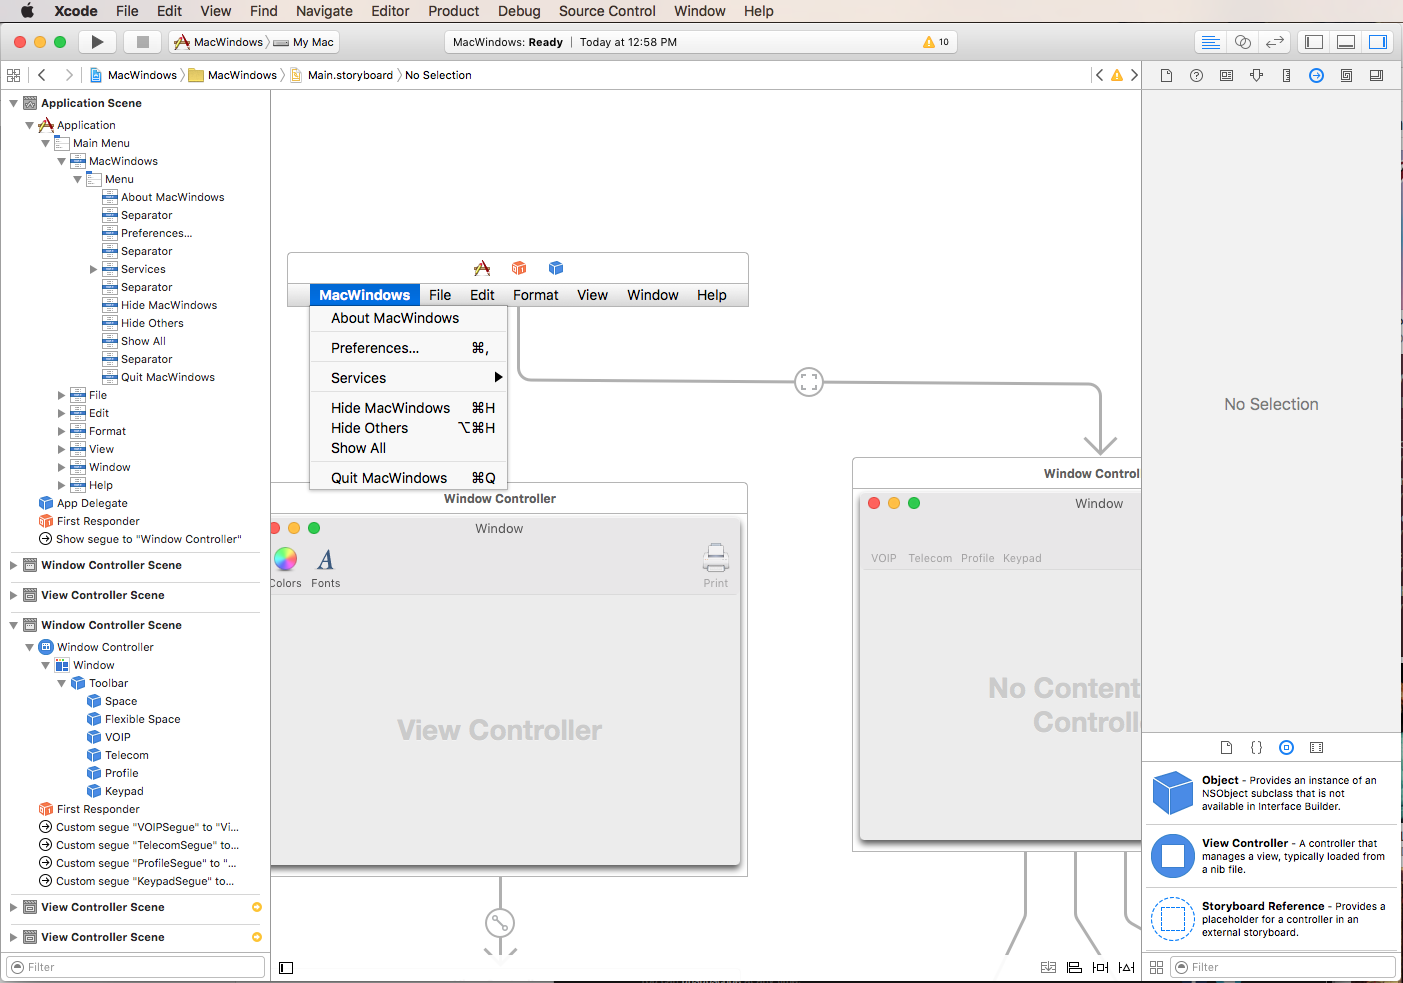 Xcode File Edit View Find Navigate Editor Product Debug Source Control Window Help
MacWindows My Mac
MacWindows: Ready | Today at 12:58 PM
10
MacWindows MacWindows Main.storyboard No Selection
Application Scene
Application
Main Menu
MacWindows
Menu
About MacWindows
Separator
Preferences...
Separator
Services
Separator
Hide MacWindows
Hide Others
Show All
Separator
Quit MacWindows
File
Edit
Format
View
Window
Help
App Delegate
First Responder
Show segue to "Window Controller"
Window Controller Scene
View Controller Scene
Window Controller Scene
Window Controller
Window
Toolbar
Space
Flexible Space
VOIP
Telecom
Profile
Keypad
First Responder
Custom segue "VOIPSegue" to "Vi...
Custom segue "TelecomSegue" to...
Custom segue "ProfileSegue" to "...
Custom segue "KeypadSegue" to...
View Controller Scene
View Controller Scene
Filter
MacWindows File Edit Format View Window Help
About MacWindows
Preferences... ⌘,
Services
Hide MacWindows ⌘H
Hide Others ⌥⌘H
Show All
Quit MacWindows ⌘Q
Window Controller
Window
Colors Fonts Print
View Controller
Window Control
Window
VOIP Telecom Profile Keypad
No Content
Controll
No Selection
Object - Provides an instance of an
NSObject subclass that is not
available in Interface Builder.
View Controller - A controller that
manages a view, typically loaded from
a nib file.
Storyboard Reference - Provides a
placeholder for a controller in an
external storyboard.
Filter